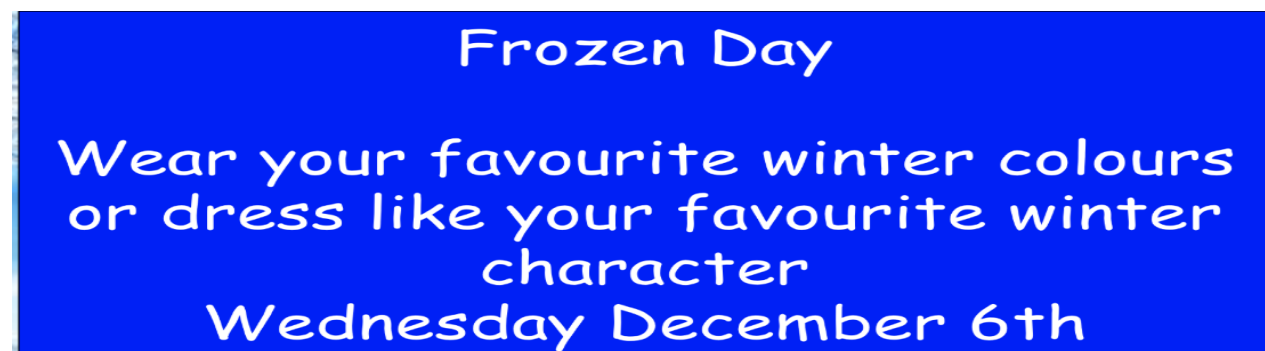 Frozen Day
Wear your favourite winter colours
or dress like your favourite winter
character
Wednesday December 6th